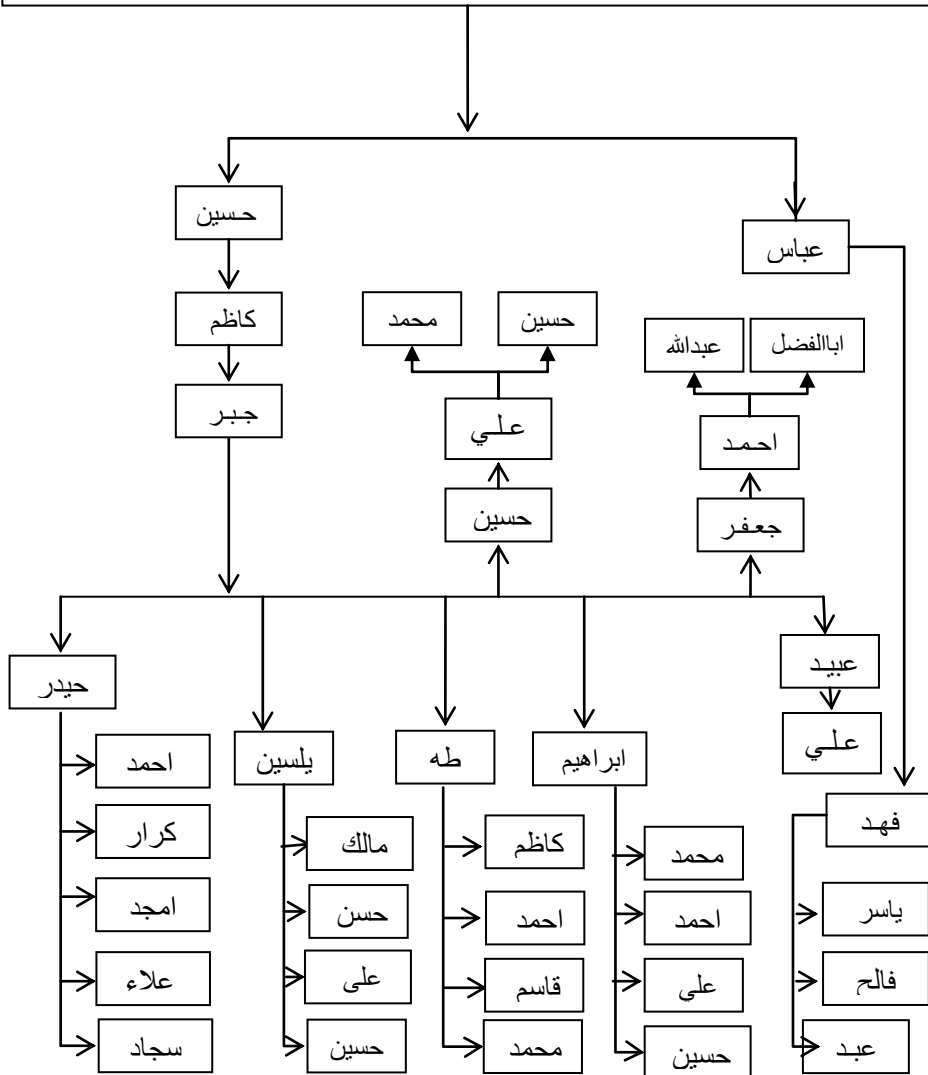 حسين
عباس
كاظم
محمد
حسين
عبدالله
اباالفضل
جبر
علي
احمد
حسين
جعفر
عبيد
حيدر
علي
يلسين
طه
ابراهيم
احمد
فهد
كرار
مالك
كاظم
محمد
امجد
حسن
احمد
احمد
ياسر
علاء
على
قاسم
علي
فالح
سجاد
حسين
محمد
حسين
عبد